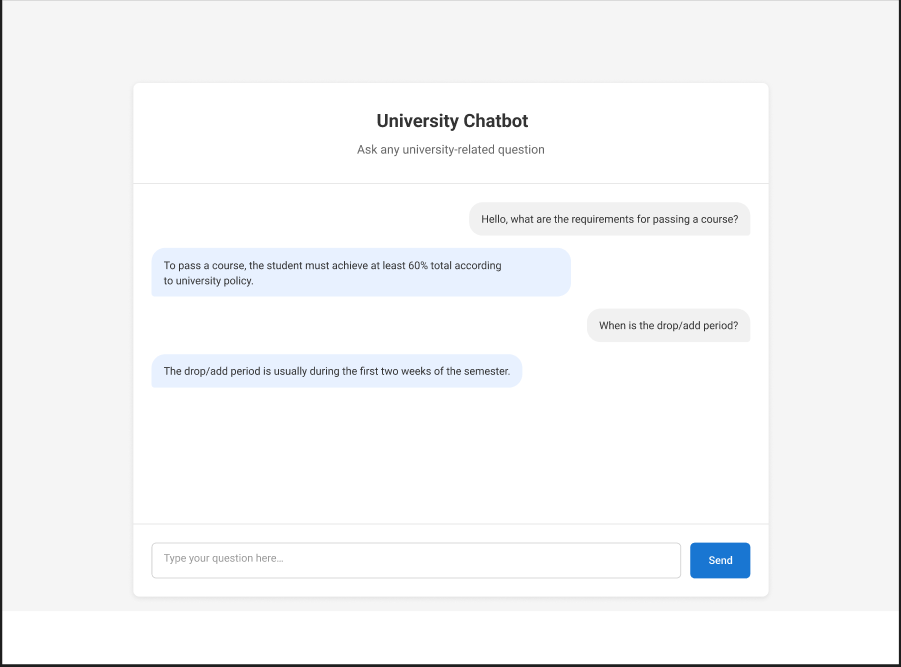 University Chatbot
Ask any university-related question
Hello, what are the requirements for passing a course?
To pass a course, the student must achieve at least 60% total according
to university policy.
When is the drop/add period?
The drop/add period is usually during the first two weeks of the semester.
Type your question here...
Send